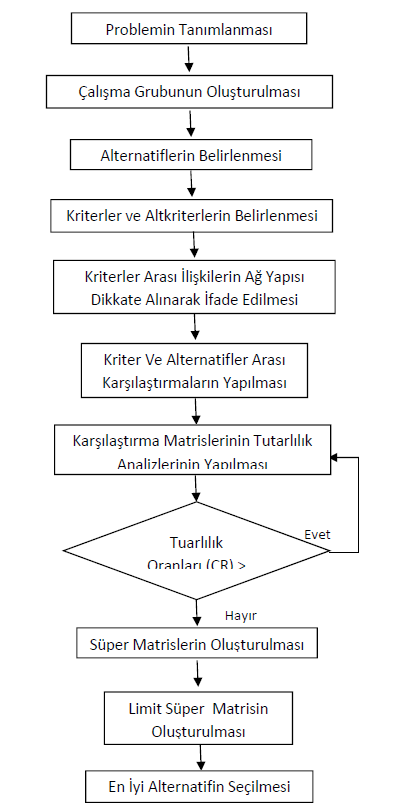 Problemin Tanımlanması
Çalışma Grubunun Oluşturulması
Alternatiflerin Belirlenmesi
Kriterler ve Altkriterlerin Belirlenmesi
Kriterler Arası İlişkilerin Ağ Yapısı
Dikkate Alınarak İfade Edilmesi
Kriter Ve Alternatifler Arası
Karşılaştırmaların Yapılması
Karşılaştırma Matrislerinin Tutarlılık
Analizlerinin Yapılması
Tuarlılık
Oranları (CR) >
Evet
Hayır
Süper Matrislerin Oluşturulması
Limit Süper Matrisin
Oluşturulması
En İyi Alternatifin Seçilmesi